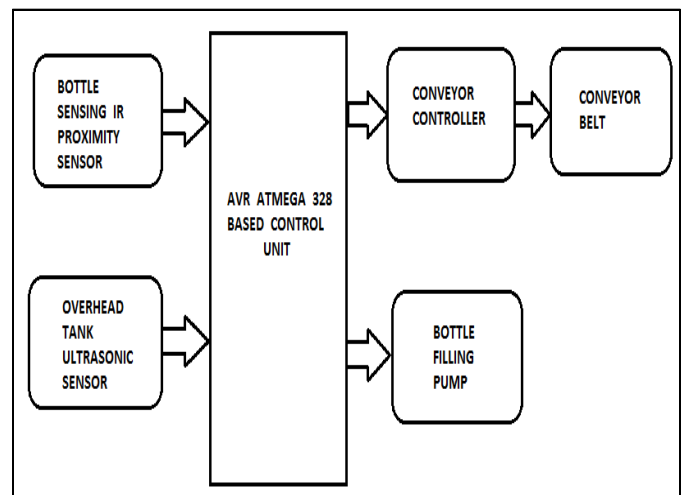 BOTTLE
SENSING IR
PROXIMITY
SENSOR
OVERHEAD
TANK
ULTRASONIC
SENSOR
AVR ATMEGA 328
BASED CONTROL
UNIT
CONVEYOR
CONTROLLER
CONVEYOR
BELT
BOTTLE
FILLING
PUMP